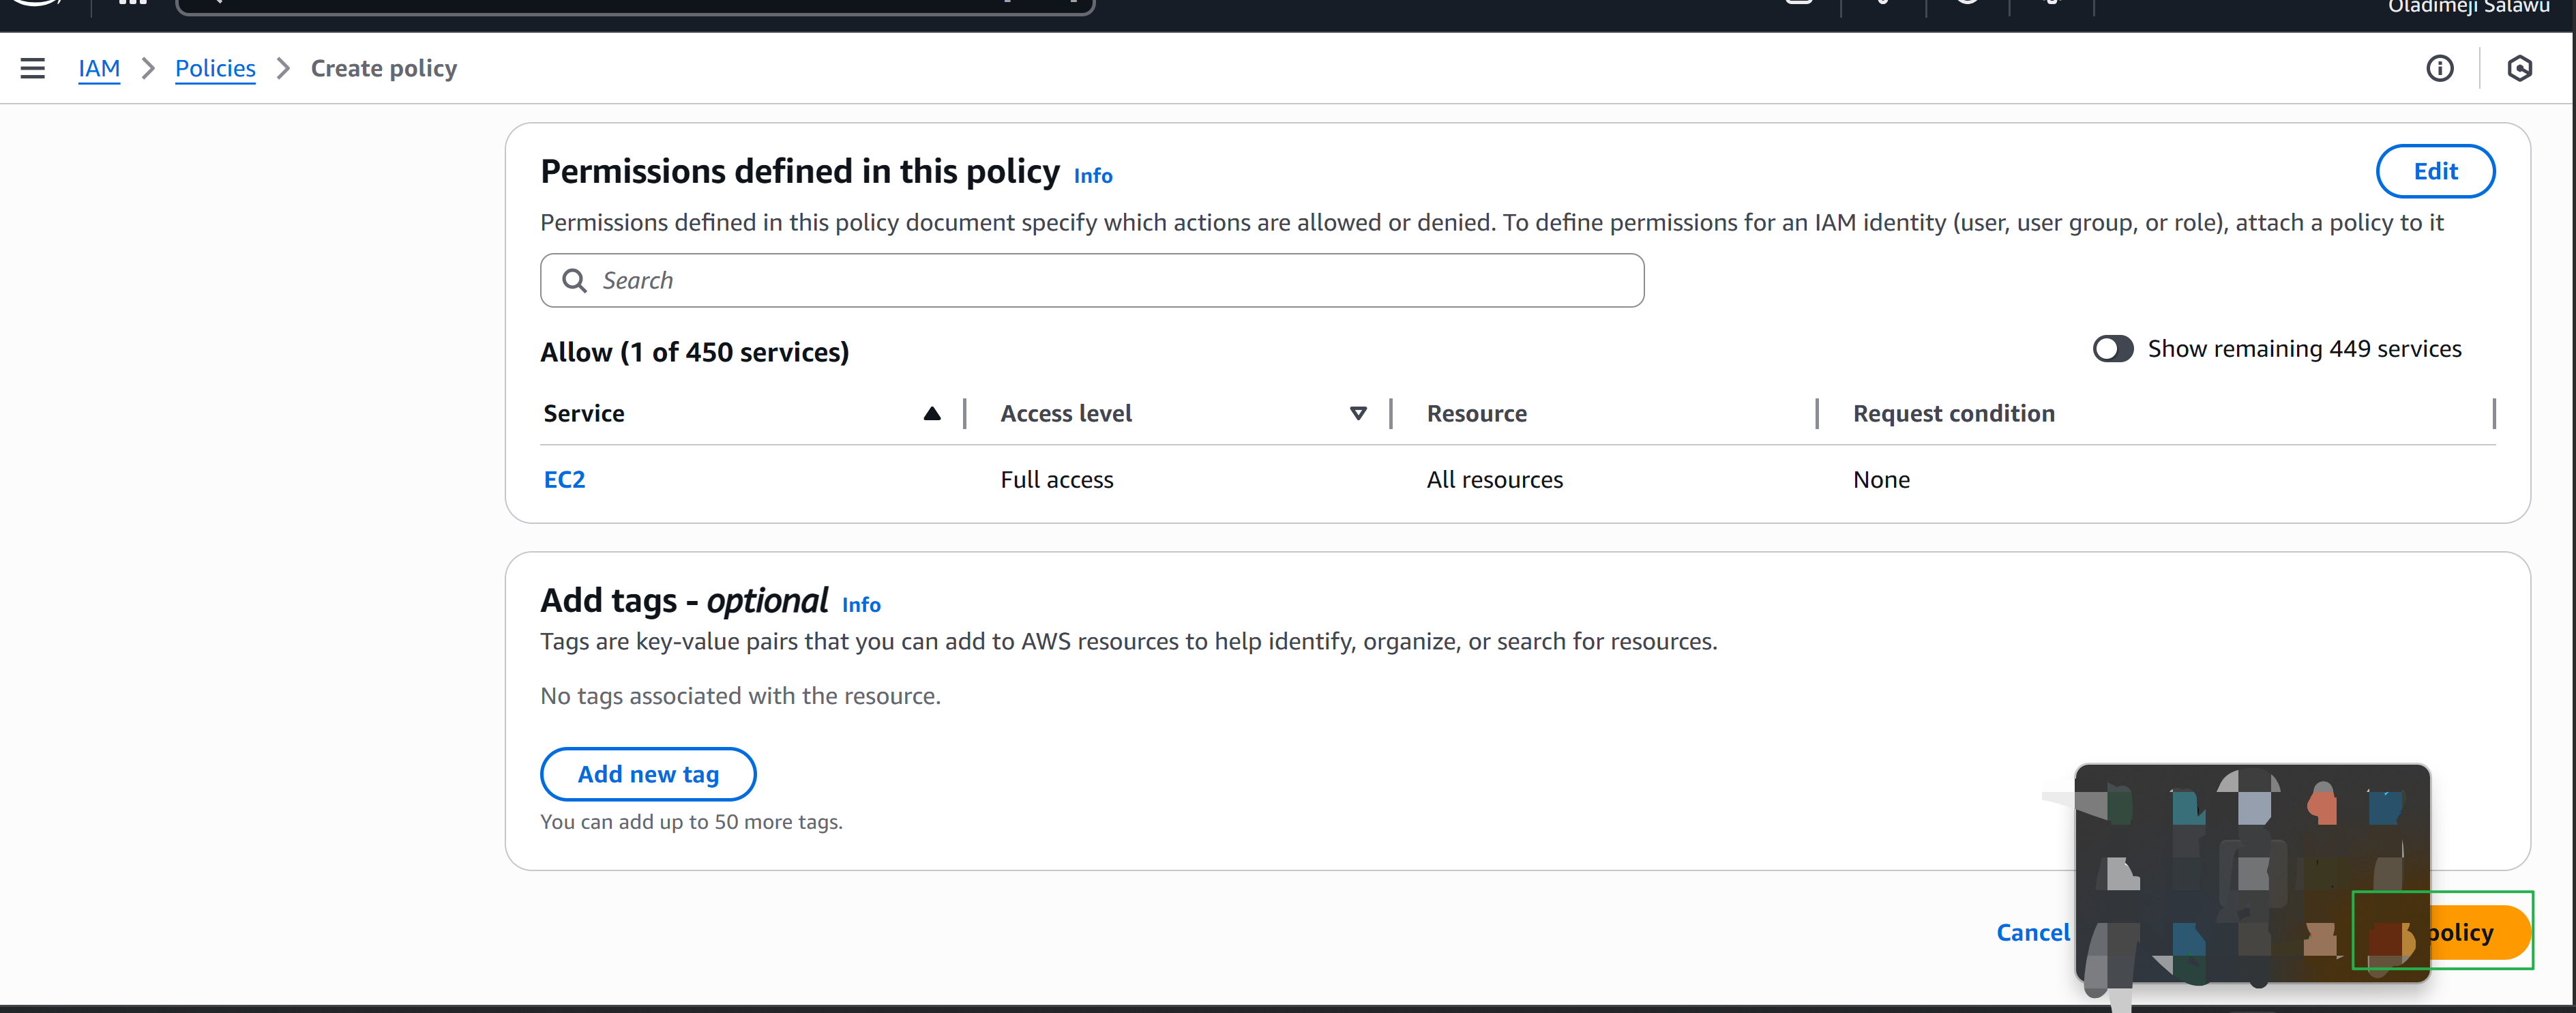 Oladimeji Salawu
IAM > Policies > Create policy
Permissions defined in this policy Info
Edit
Permissions defined in this policy document specify which actions are allowed or denied. To define permissions for an IAM identity (user, user group, or role), attach a policy to it
Search
Allow (1 of 450 services)
Show remaining 449 services
Service Access level Resource Request condition
EC2 Full access All resources None
Add tags - optional Info
Tags are key-value pairs that you can add to AWS resources to help identify, organize, or search for resources.
No tags associated with the resource.
Add new tag
You can add up to 50 more tags.
Cancel
policy